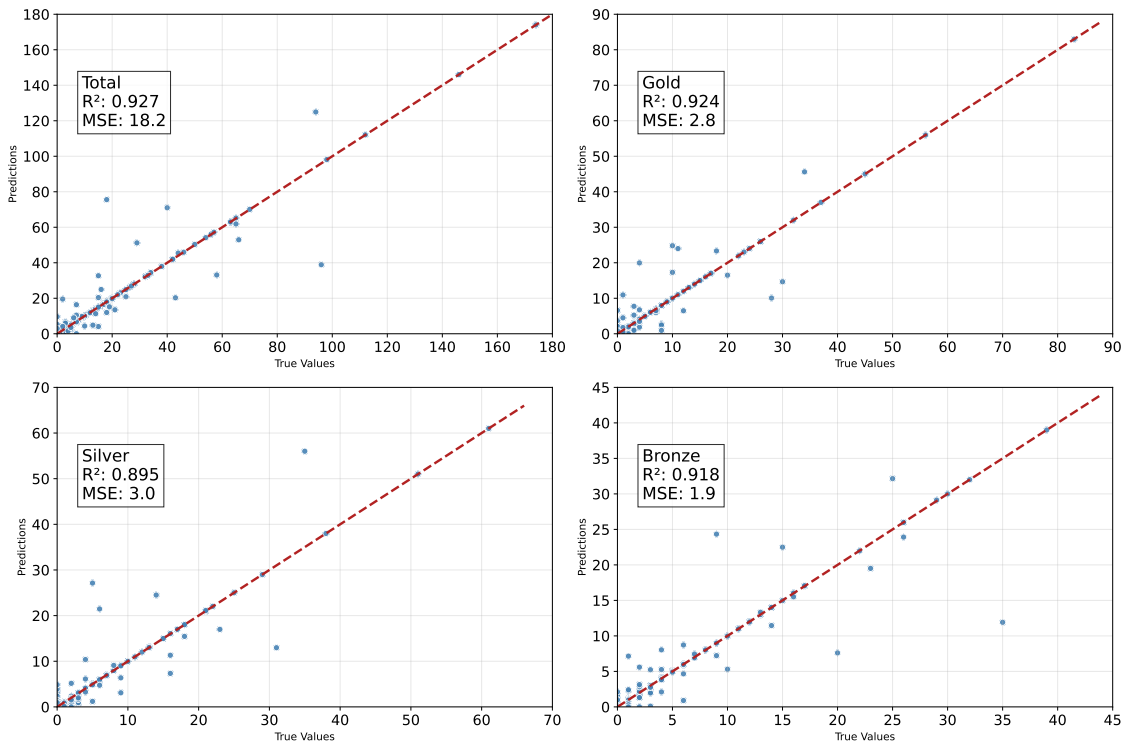 180
160
140
120
100
80
60
40
20
0
Predictions
Total
R²: 0.927
MSE: 18.2
0 20 40 60 80 100 120 140 160 180
True Values
90
80
70
60
50
40
30
20
10
0
Predictions
Gold
R²: 0.924
MSE: 2.8
0 10 20 30 40 50 60 70 80 90
True Values
70
60
50
40
30
20
10
0
Predictions
Silver
R²: 0.895
MSE: 3.0
0 10 20 30 40 50 60 70
True Values
45
40
35
30
25
20
15
10
5
0
Predictions
Bronze
R²: 0.918
MSE: 1.9
0 5 10 15 20 25 30 35 40 45
True Values